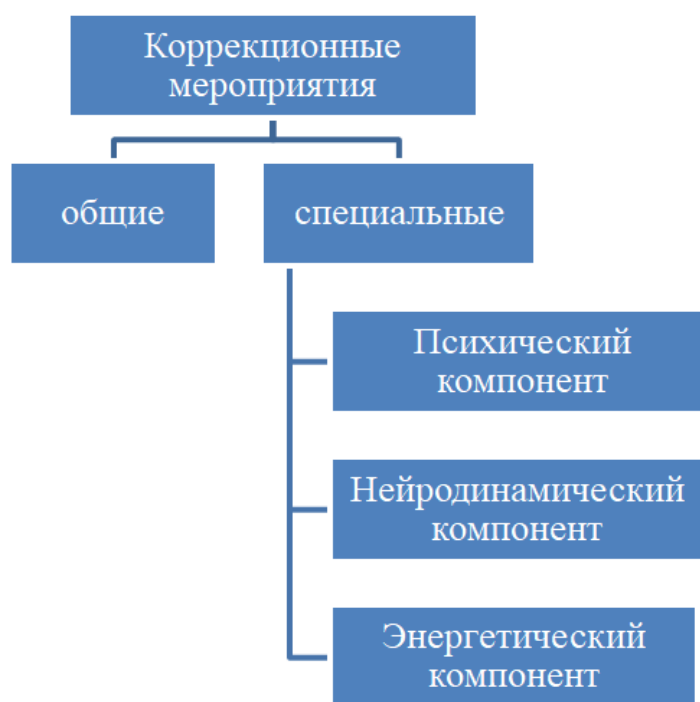 Коррекционные
мероприятия
общие
специальные
Психический
компонент
Нейродинамический
компонент
Энергетический
компонент